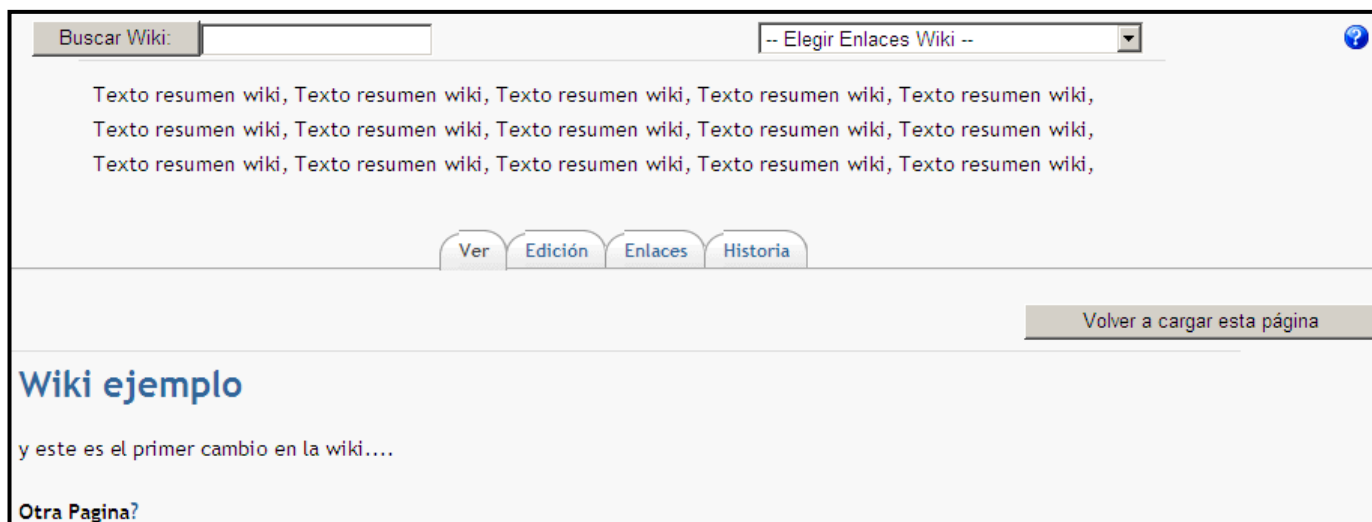 Buscar Wiki: -- Elegir Enlaces Wiki -- ?
Texto resumen wiki, Texto resumen wiki, Texto resumen wiki, Texto resumen wiki, Texto resumen wiki,
Texto resumen wiki, Texto resumen wiki, Texto resumen wiki, Texto resumen wiki, Texto resumen wiki,
Texto resumen wiki, Texto resumen wiki, Texto resumen wiki, Texto resumen wiki, Texto resumen wiki,
Ver Edición Enlaces Historia
Volver a cargar esta página
Wiki ejemplo
y este es el primer cambio en la wiki....
Otra Pagina?